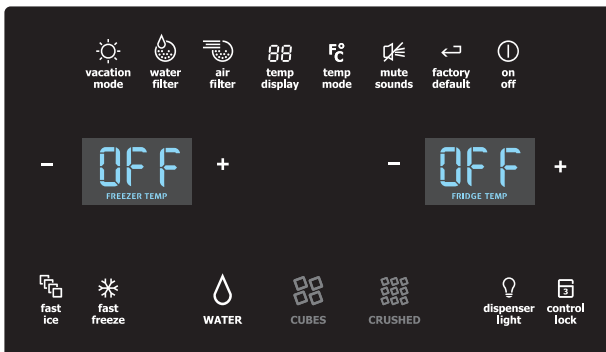 88 F° C
vacation water air temp temp mute factory on
mode filter filter display mode sounds default off
- OFF + - OFF +
FREEZER TEMP FRIDGE TEMP
3
fast fast dispenser control
ice freeze WATER CUBES CRUSHED light lock